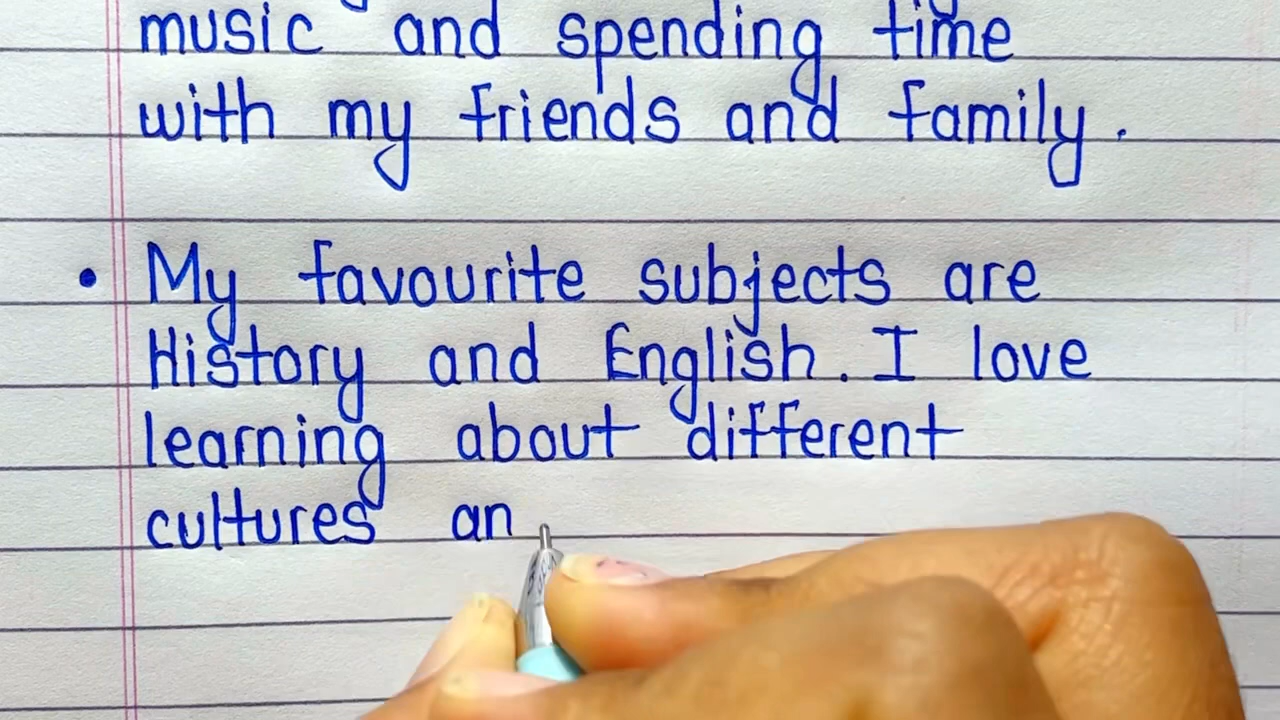 music and spending time
with my friends and family.
• My favourite subjects are
History and English. I love
learning about different
cultures an